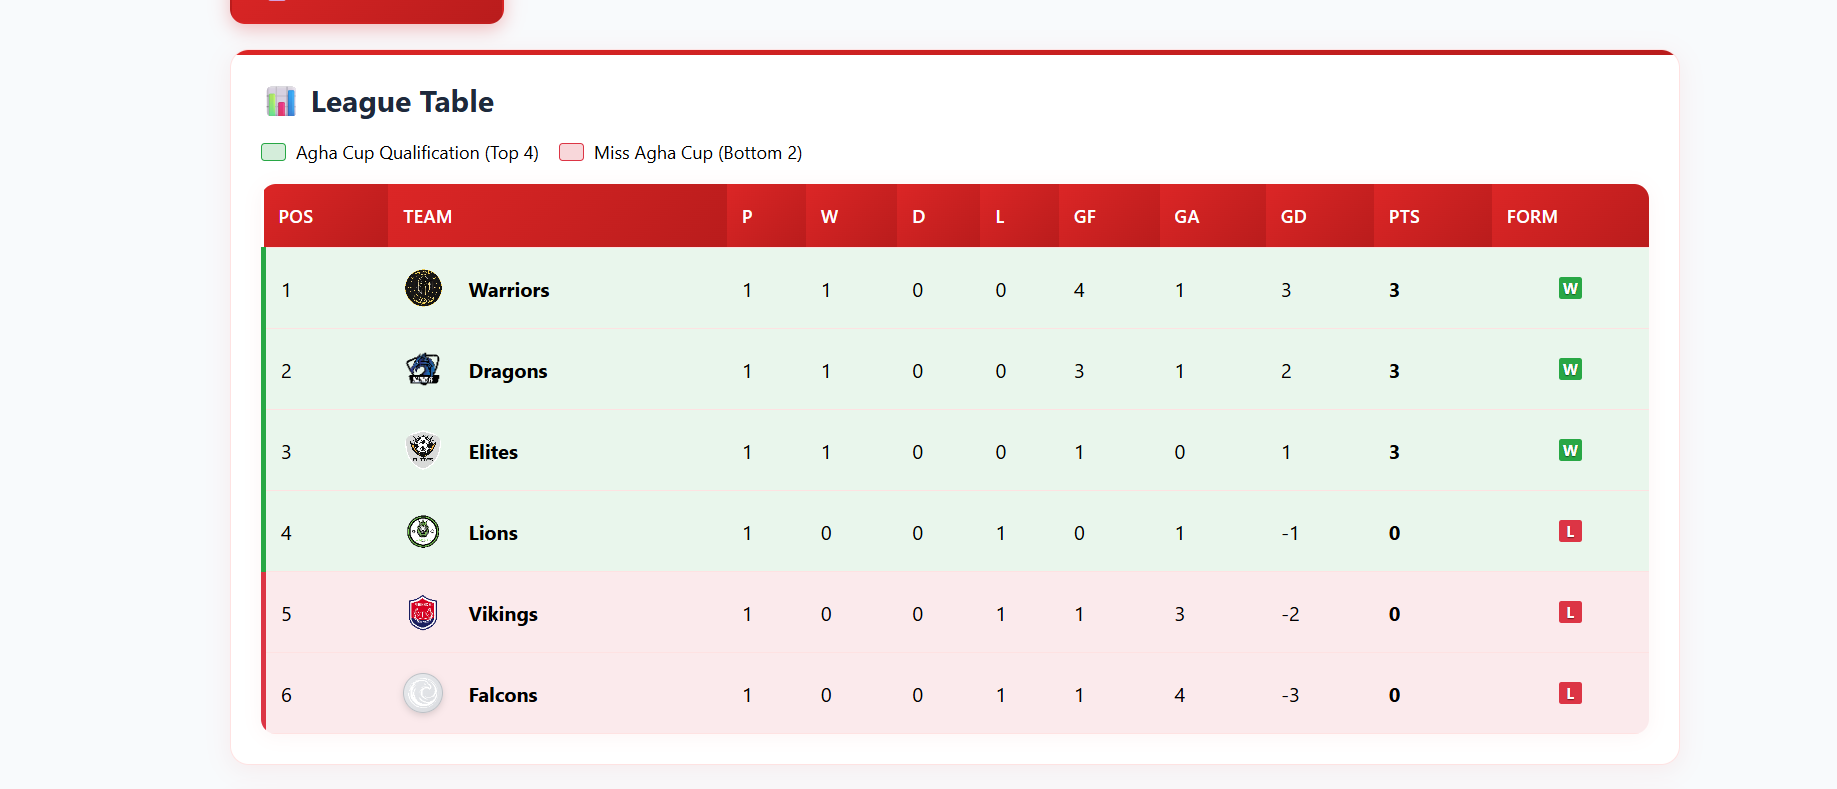 League Table
Agha Cup Qualification (Top 4) Miss Agha Cup (Bottom 2)
POS TEAM P W D L GF GA GD PTS FORM
1 Warriors 1 1 0 0 4 1 3 3 W
2 Dragons 1 1 0 0 3 1 2 3 W
3 Elites 1 1 0 0 1 0 1 3 W
4 Lions 1 0 0 1 0 1 -1 0 L
5 Vikings 1 0 0 1 1 3 -2 0 L
6 Falcons 1 0 0 1 1 4 -3 0 L